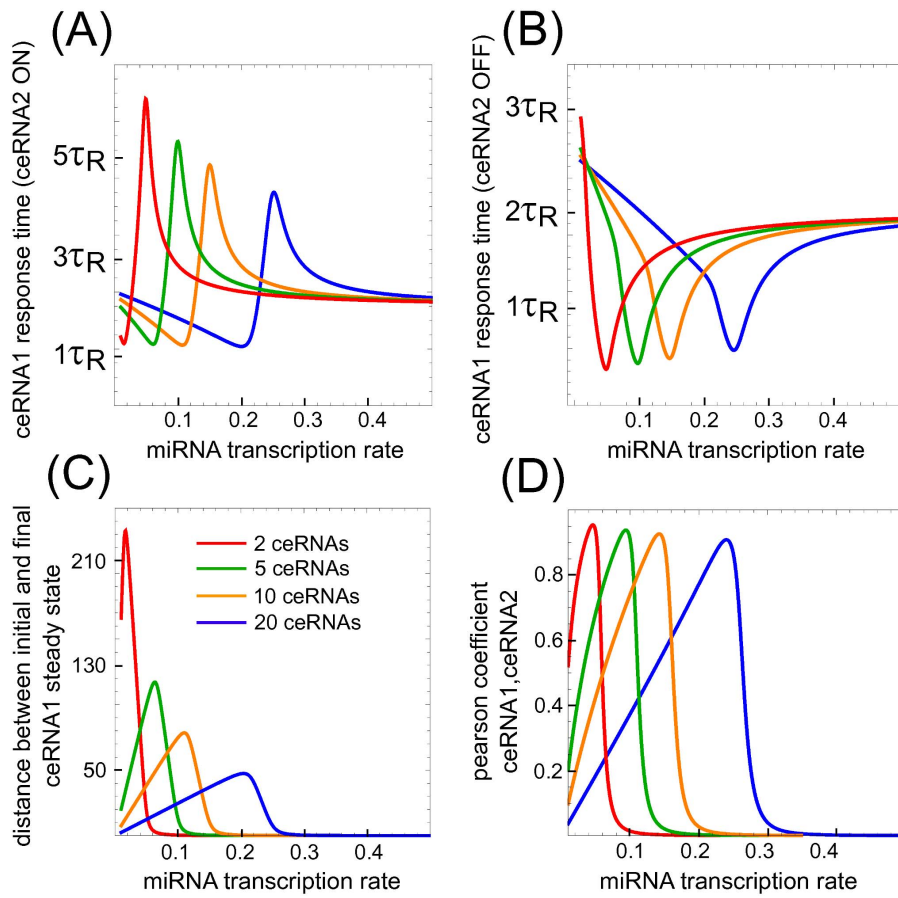 (A)
ceRNA1 response time (ceRNA2 ON)
5τR
3τR
1τR
0.1
0.2
0.3
0.4
miRNA transcription rate
(B)
ceRNA1 response time (ceRNA2 OFF)
3τR
2τR
1τR
0.1
0.2
0.3
0.4
miRNA transcription rate
(C)
distance between initial and final
ceRNA1 steady state
210
130
50
2 ceRNAs
5 ceRNAs
10 ceRNAs
20 ceRNAs
0.1
0.2
0.3
0.4
miRNA transcription rate
(D)
pearson coefficient
ceRNA1,ceRNA2
0.8
0.6
0.4
0.2
0.1
0.2
0.3
0.4
miRNA transcription rate